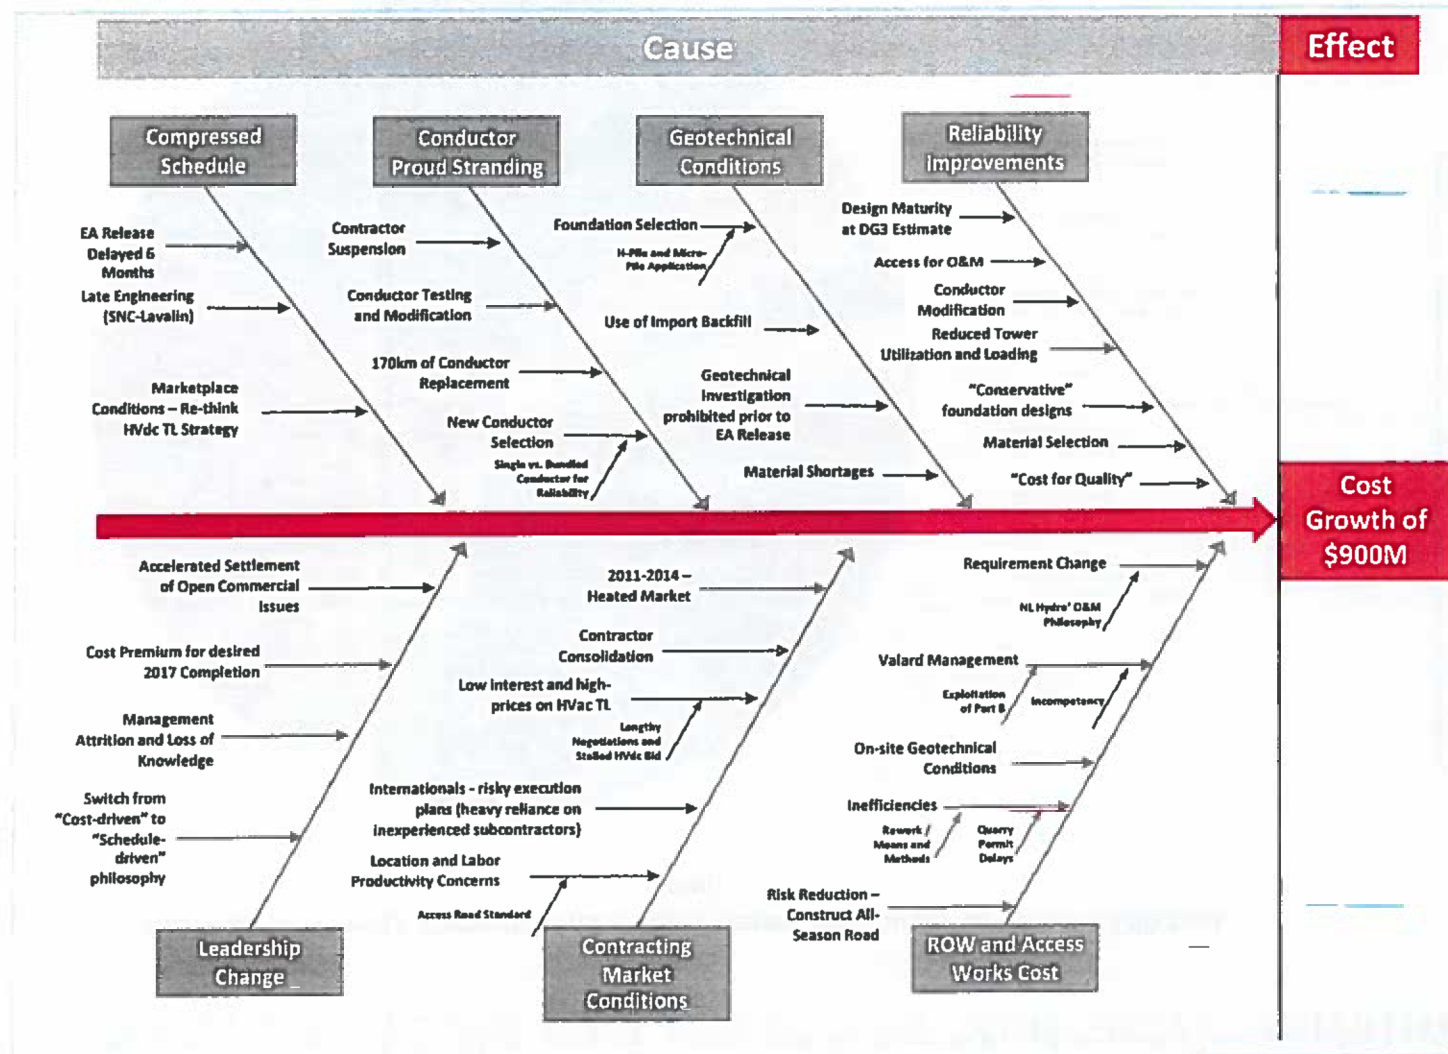 Cause
Effect
Compressed
Schedule
EA Release
Delayed 6
Months
Late Engineering
(SNC-Lavalin)
Marketplace
Conditions – Re-think
HVdc TL Strategy
Conductor
Proud Stranding
Contractor
Suspension
Conductor Testing
and Modification
170km of Conductor
Replacement
New Conductor
Selection
Single vs. Bundled
Conductor for
Reliability
Geotechnical
Conditions
Foundation Selection
H-Pile and Micro-
Pile Application
Use of Import Backfill
Geotechnical
Investigation
prohibited prior to
EA Release
Material Shortages
Reliability
Improvements
Design Maturity
at DG3 Estimate
Access for O&M
Conductor
Modification
Reduced Tower
Utilization and Loading
"Conservative"
foundation designs
Material Selection
"Cost for Quality"
Cost
Growth of
$900M
Accelerated Settlement
of Open Commercial
Issues
Cost Premium for desired
2017 Completion
Management
Attrition and Loss of
Knowledge
Switch from
"Cost-driven" to
"Schedule-
driven"
philosophy
Leadership
Change
2011-2014 –
Heated Market
Contractor
Consolidation
Low interest and high-
prices on HVac TL
Lengthy
Negotiations and
Stalled HVdc Bid
Internationals - risky execution
plans (heavy reliance on
inexperienced subcontractors)
Location and Labor
Productivity Concerns
Access Road Standard
Contracting
Market
Conditions
Requirement Change
NL Hydro' O&M
Philosophy
Valard Management
Exploitation
of Part B
Incompetency
On-site Geotechnical
Conditions
Inefficiencies
Rework /
Means and
Methods
Quarry
Permit
Delays
Risk Reduction –
Construct All-
Season Road
ROW and Access
Works Cost